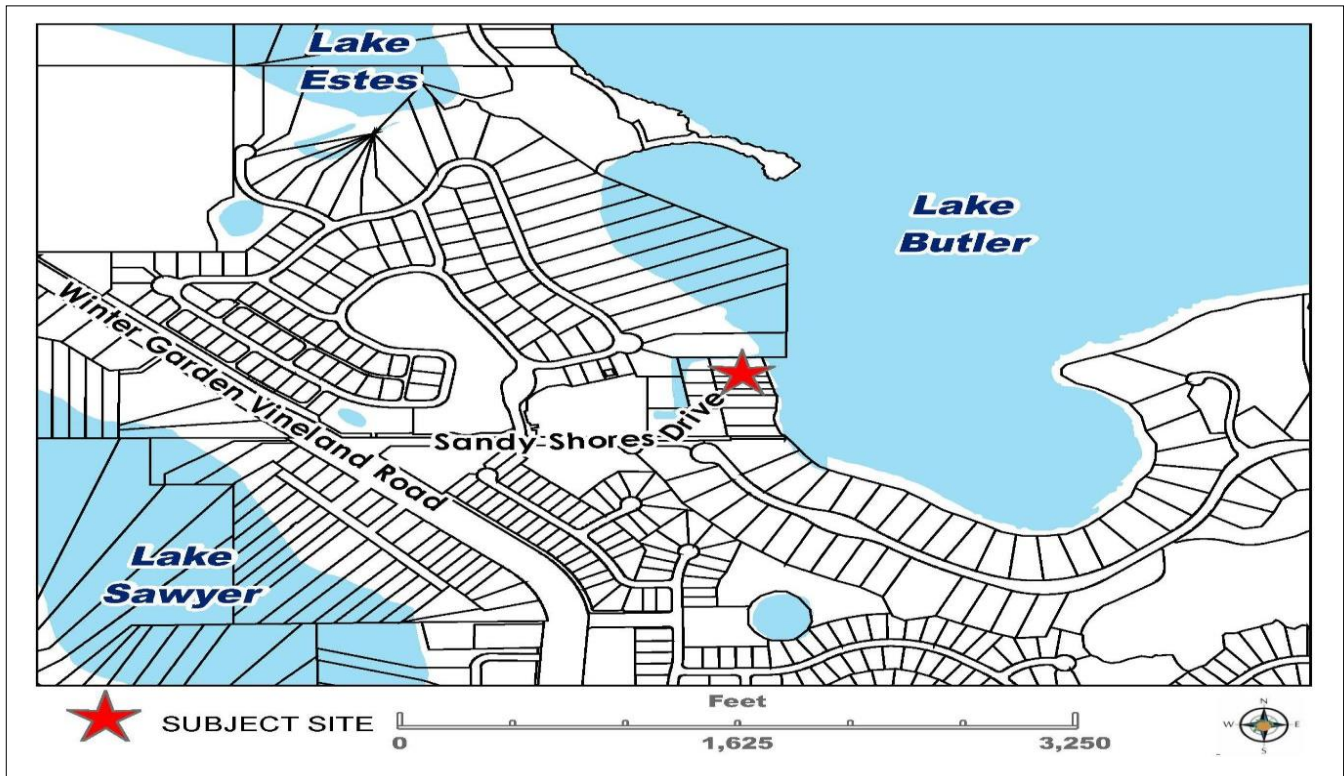 Lake
Estes
Lake
Butler
Winter Garden Vineland Road
Sandy Shores Drive
Lake
Sawyer
SUBJECT SITE
Feet
0
1,625
3,250
N
W
E
S